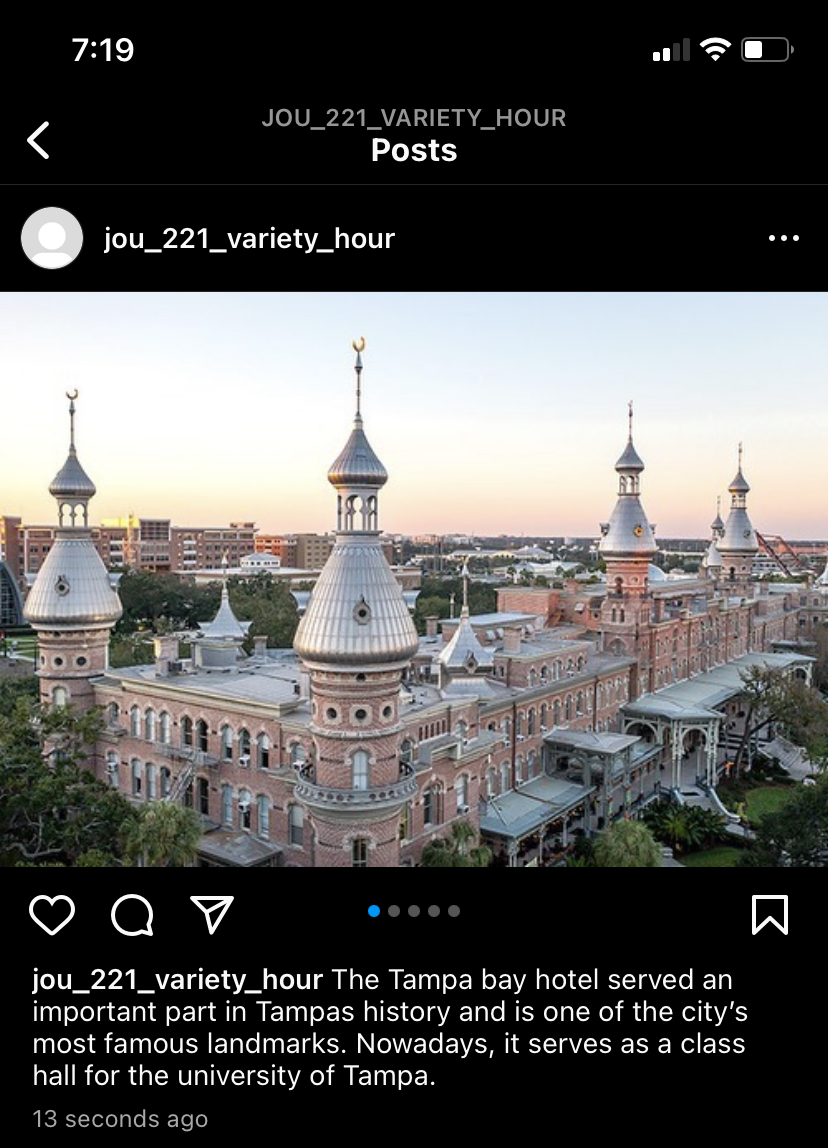 7:19
JOU_221_VARIETY_HOUR
Posts
jou_221_variety_hour
jou_221_variety_hour The Tampa bay hotel served an
important part in Tampas history and is one of the city’s
most famous landmarks. Nowadays, it serves as a class
hall for the university of Tampa.
13 seconds ago